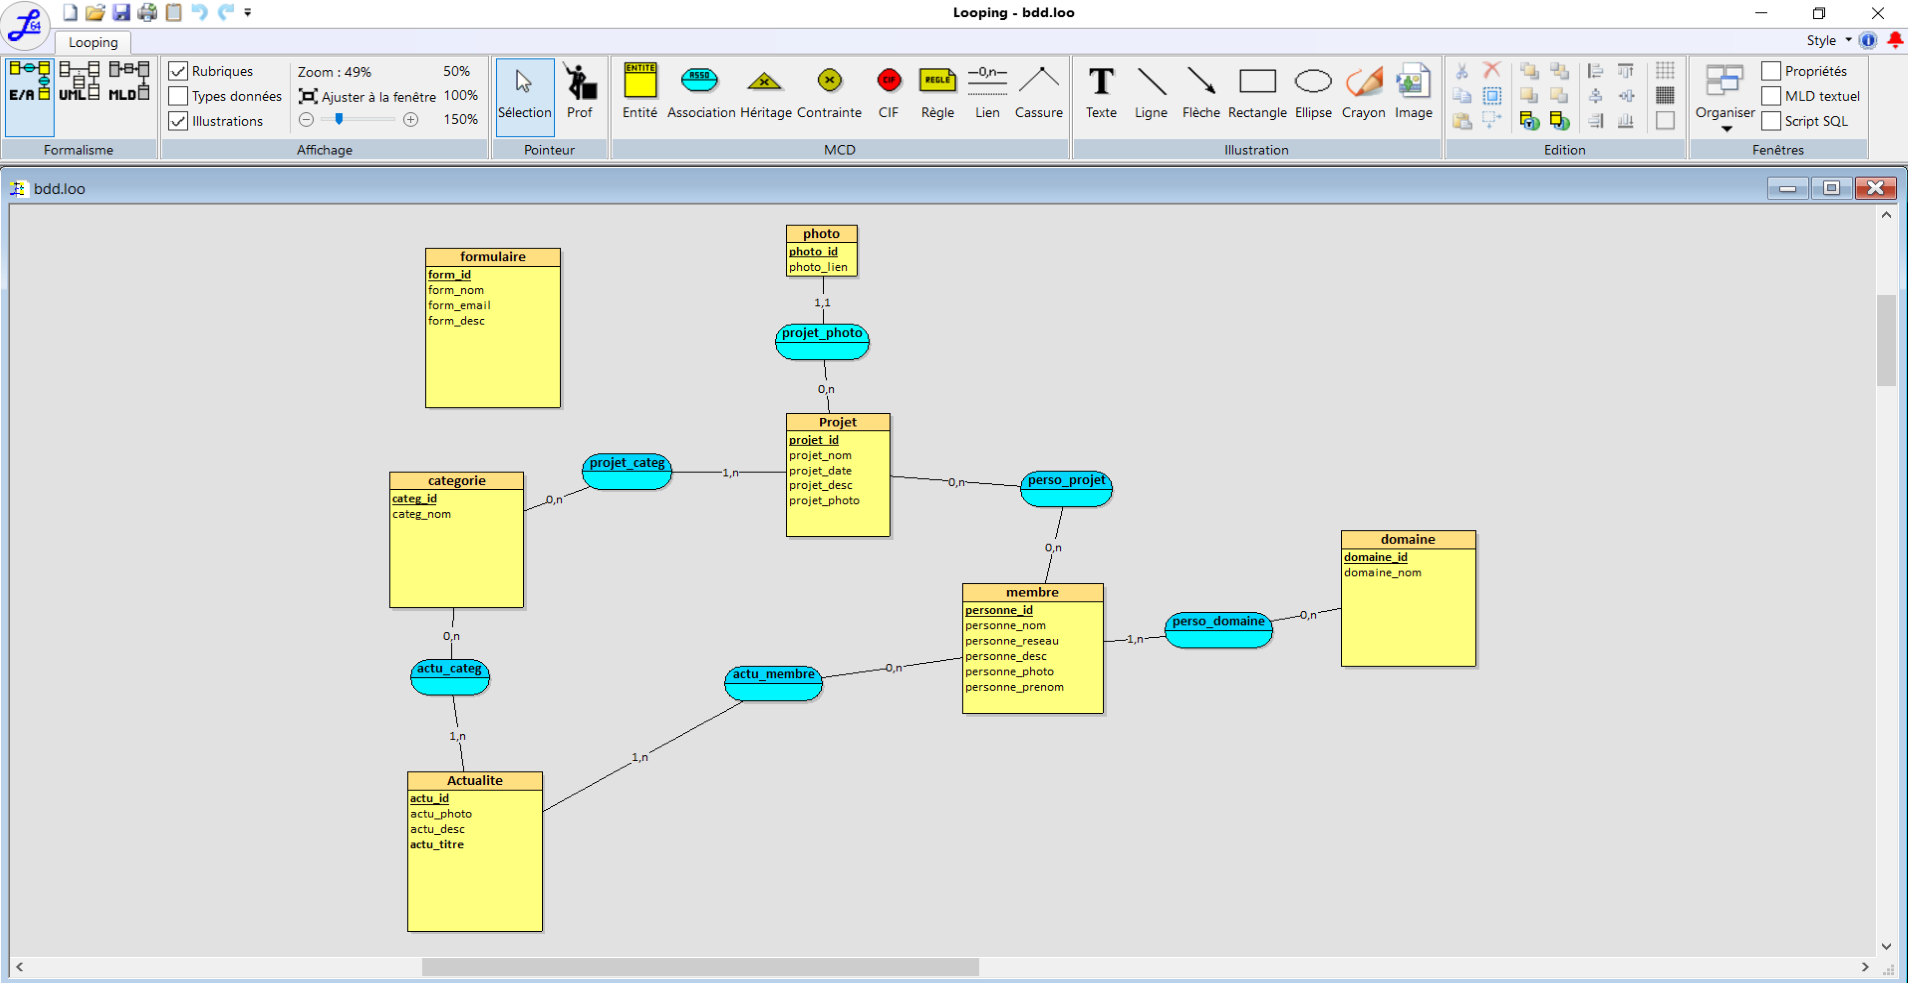 Looping - bdd.loo
64
Looping
Style
E/A
UML
MLD
Formalisme
Rubriques
Types données
Illustrations
Zoom : 49%
Ajuster à la fenêtre
50%
100%
150%
Affichage
Sélection
Prof
Pointeur
ENTITÉ
Entité
ASSO
Association
Héritage
Contrainte
CIF
CIF
REGLE
Règle
0,n
Lien
Cassure
MCD
T
Texte
Ligne
Flèche
Rectangle
Ellipse
Crayon
Image
Illustration
Edition
Organiser
Propriétés
MLD textuel
Script SQL
Fenêtres
bdd.loo
formulaire
form_id
form_nom
form_email
form_desc
photo
photo_id
photo_lien
1,1
projet_photo
0,n
Projet
projet_id
projet_nom
projet_date
projet_desc
projet_photo
projet_categ
1,n
0,n
categorie
categ_id
categ_nom
0,n
perso_projet
0,n
membre
personne_id
personne_nom
personne_reseau
personne_desc
personne_photo
personne_prenom
1,n
perso_domaine
0,n
domaine
domaine_id
domaine_nom
0,n
actu_categ
1,n
actu_membre
0,n
1,n
Actualite
actu_id
actu_photo
actu_desc
actu_titre